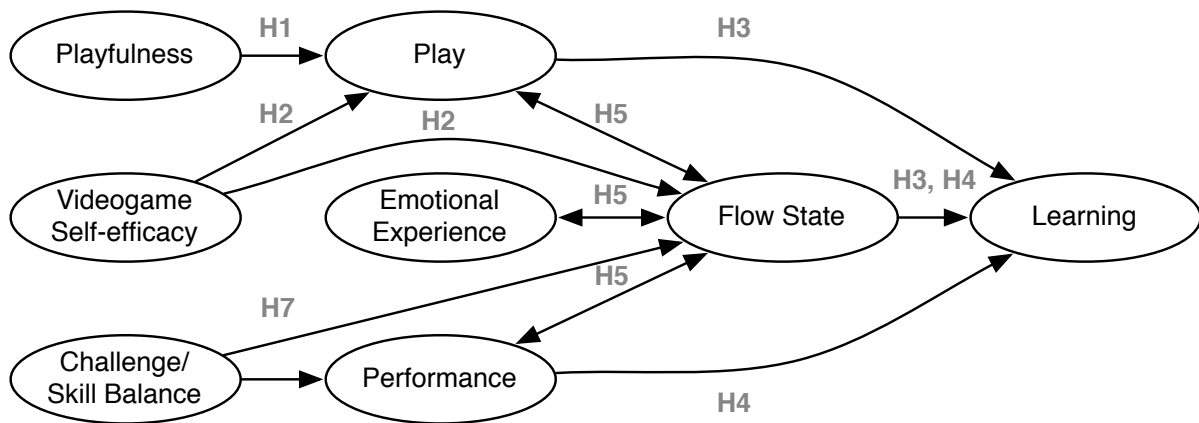 H1
H3
Playfulness
Play
H2
H2
H5
Videogame
Self-efficacy
Emotional
Experience
H5
Flow State
H3, H4
Learning
H7
H5
Challenge/
Skill Balance
Performance
H4